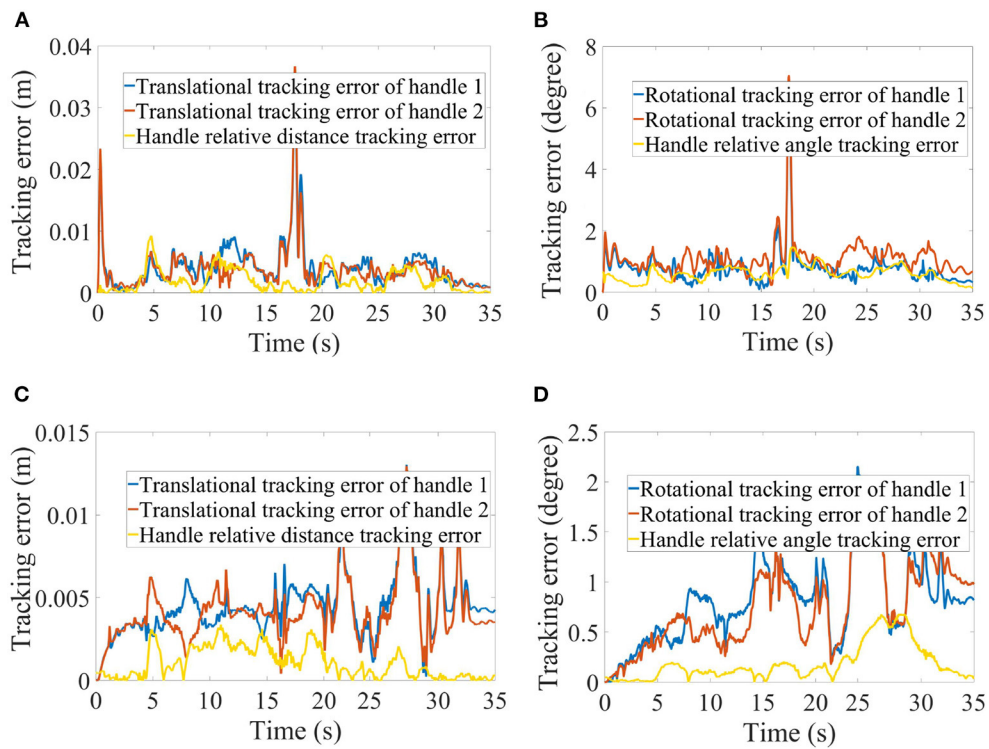 A
Tracking error (m)
0.04
0.03
0.02
0.01
0
Translational tracking error of handle 1
Translational tracking error of handle 2
Handle relative distance tracking error
0 5 10 15 20 25 30 35
Time (s)
B
Tracking error (degree)
8
6
4
2
0
Rotational tracking error of handle 1
Rotational tracking error of handle 2
Handle relative angle tracking error
0 5 10 15 20 25 30 35
Time (s)
C
Tracking error (m)
0.015
0.01
0.005
0
Translational tracking error of handle 1
Translational tracking error of handle 2
Handle relative distance tracking error
0 5 10 15 20 25 30 35
Time (s)
D
Tracking error (degree)
2.5
2
1.5
1
0.5
0
Rotational tracking error of handle 1
Rotational tracking error of handle 2
Handle relative angle tracking error
0 5 10 15 20 25 30 35
Time (s)